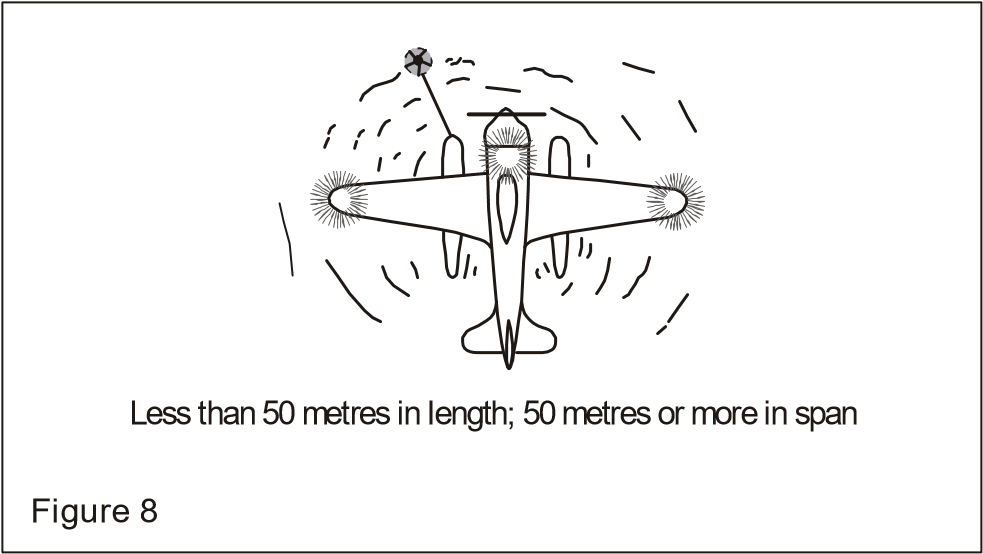 Less than 50 metres in length; 50 metres or more in span
Figure 8